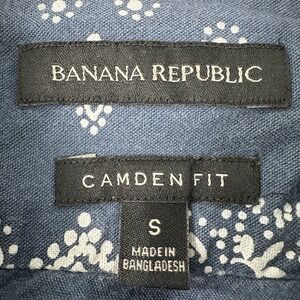 BANANA REPUBLIC
CAMDEN FIT
S
MADE IN
BANGLADESH